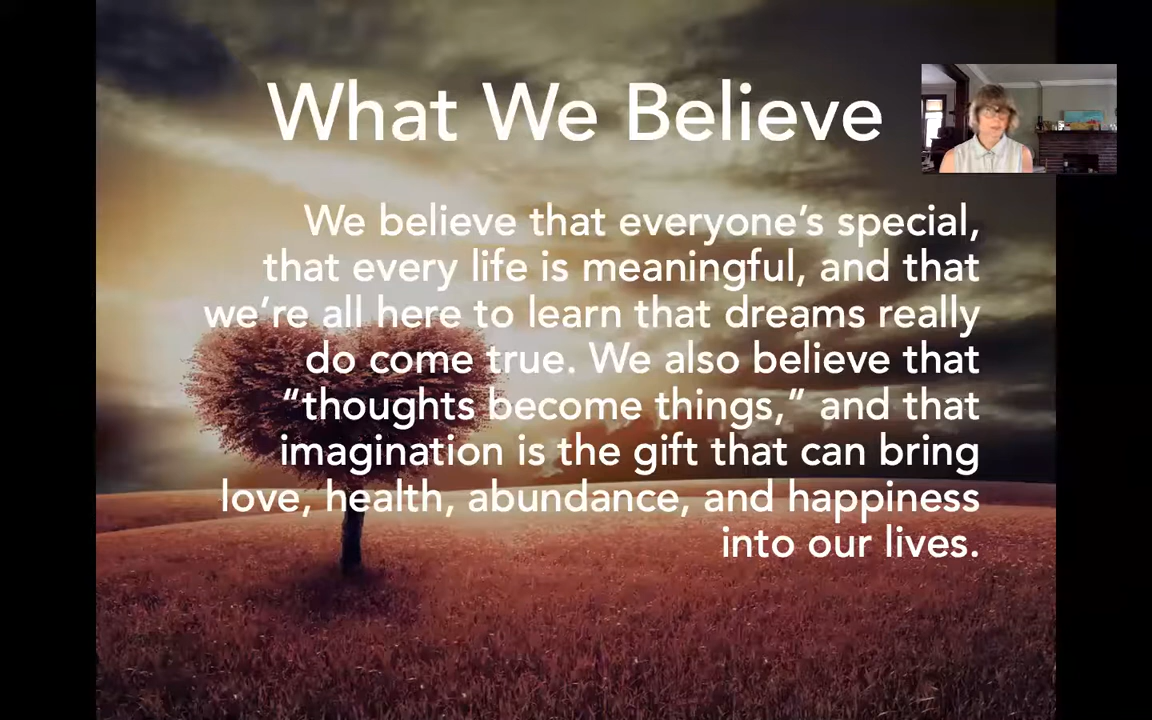 What We Believe
We believe that everyone’s special,
that every life is meaningful, and that
we‘re all here to learn that dreams really
do come true. We also believe that
“thoughts become things,” and that
imagination is the gift that can bring
love, health, abundance, and happiness
into our lives.